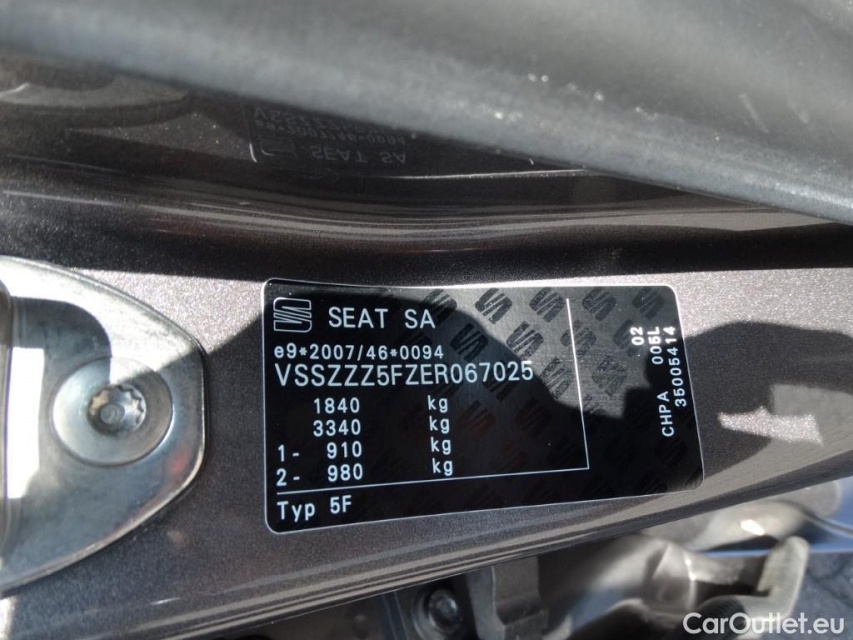 SEAT SA
e9*2007/46*0094
VSSZZZ5FZER067025
1840 kg
3340 kg
1- 910 kg
2- 980 kg
Typ 5F
02
005L
CHPA 35005414
SEAT SA
CarOutlet.eu